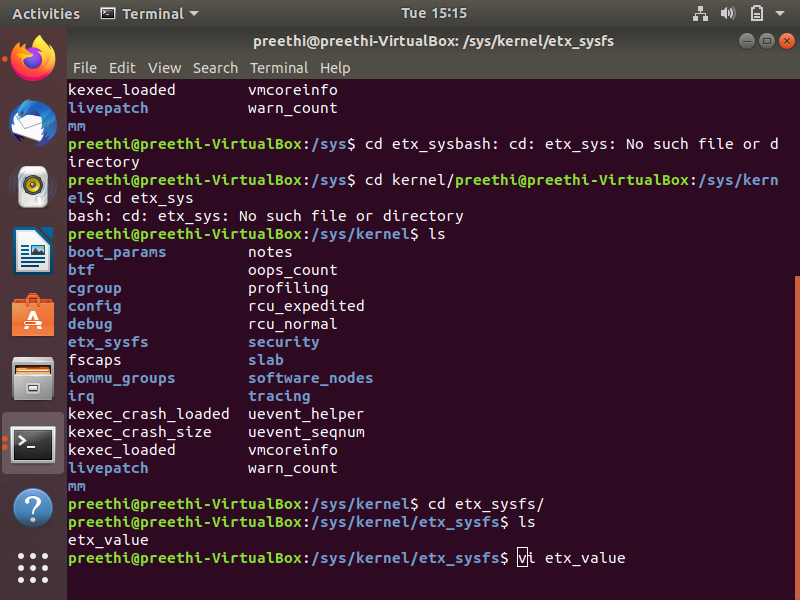 Activities Terminal Tue 15:15
preethi@preethi-VirtualBox: /sys/kernel/etx_sysfs
File Edit View Search Terminal Help
kexec_loaded vmcoreinfo
livepatch warn_count
mm
preethi@preethi-VirtualBox:/sys$ cd etx_sysbash: cd: etx_sys: No such file or d
irectory
preethi@preethi-VirtualBox:/sys$ cd kernel/preethi@preethi-VirtualBox:/sys/kern
el$ cd etx_sys
bash: cd: etx_sys: No such file or directory
preethi@preethi-VirtualBox:/sys/kernel$ ls
boot_params notes
btf oops_count
cgroup profiling
config rcu_expedited
debug rcu_normal
etx_sysfs security
fscaps slab
iommu_groups software_nodes
irq tracing
kexec_crash_loaded uevent_helper
kexec_crash_size uevent_seqnum
kexec_loaded vmcoreinfo
livepatch warn_count
mm
preethi@preethi-VirtualBox:/sys/kernel$ cd etx_sysfs/
preethi@preethi-VirtualBox:/sys/kernel/etx_sysfs$ ls
etx_value
preethi@preethi-VirtualBox:/sys/kernel/etx_sysfs$ vi etx_value